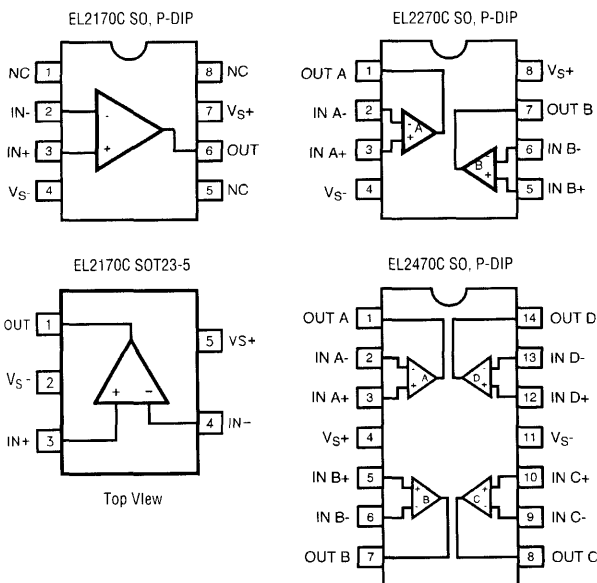 EL2170C SO, P-DIP
NC 1
8 NC
IN- 2
-
7 VS+
IN+ 3
+
6 OUT
VS- 4
5 NC
EL2270C SO, P-DIP
OUT A 1
8 VS+
IN A- 2
-
A
+
7 OUT B
IN A+ 3
-
B
+
6 IN B-
VS- 4
5 IN B+
EL2170C SOT23-5
OUT 1
5 VS+
VS- 2
+ -
IN+ 3
4 IN-
Top View
EL2470C SO, P-DIP
OUT A 1
14 OUT D
IN A- 2
-
A
+
-
D
+
13 IN D-
IN A+ 3
12 IN D+
VS+ 4
11 VS-
IN B+ 5
+
B
-
+
C
-
10 IN C+
IN B- 6
9 IN C-
OUT B 7
8 OUT C